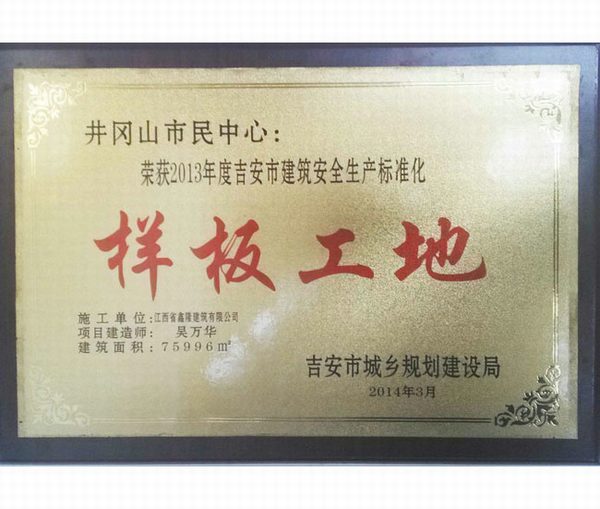 井冈山市民中心：
荣获2013年度吉安市建筑安全生产标准化
样板工地
施工单位：江西省鑫隆建筑有限公司
项目建造师： 吴万华
建筑面积：75996㎡
吉安市城乡规划建设局
2014年3月